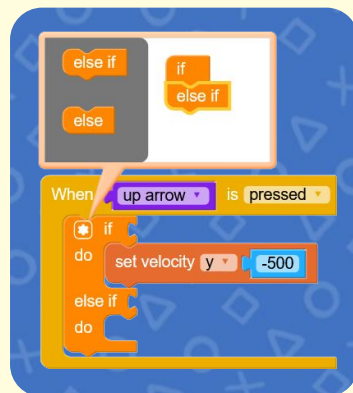 else if
if
else if
else
When up arrow is pressed
if
do set velocity y -500
else if
do